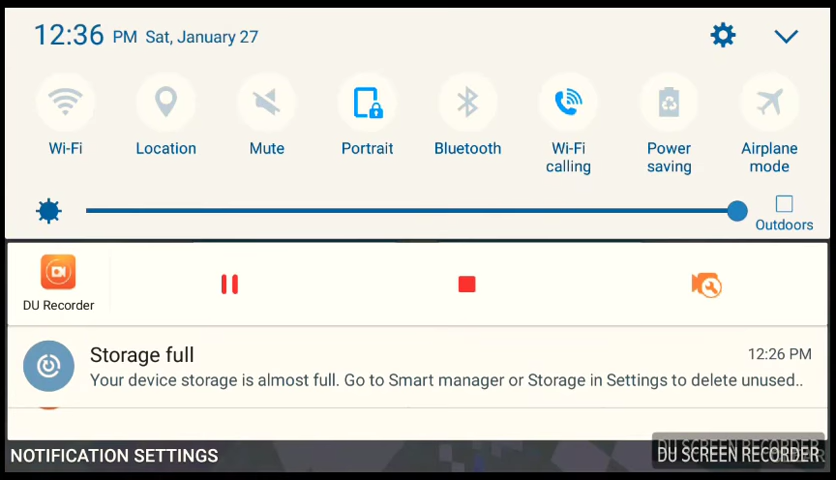 12:36 PM Sat, January 27
Wi-Fi
Location
Mute
Portrait
Bluetooth
Wi-Fi
calling
Power
saving
Airplane
mode
Outdoors
DU Recorder
Storage full
12:26 PM
Your device storage is almost full. Go to Smart manager or Storage in Settings to delete unused..
NOTIFICATION SETTINGS
DU SCREEN RECORDER